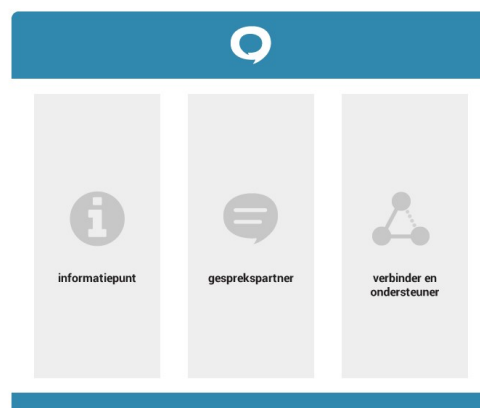 informatiepunt
gesprekspartner
verbinder en
ondersteuner